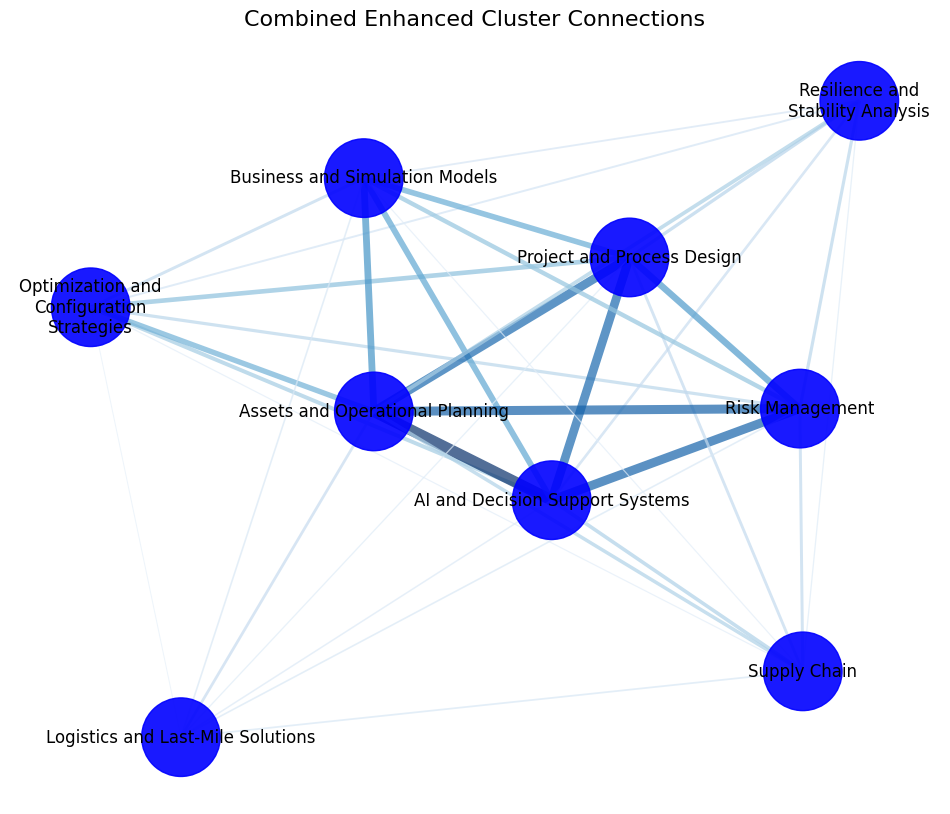 Combined Enhanced Cluster Connections
Resilience and
Stability Analysis
Business and Simulation Models
Project and Process Design
Optimization and
Configuration
Strategies
Assets and Operational Planning
Risk Management
AI and Decision Support Systems
Supply Chain
Logistics and Last-Mile Solutions